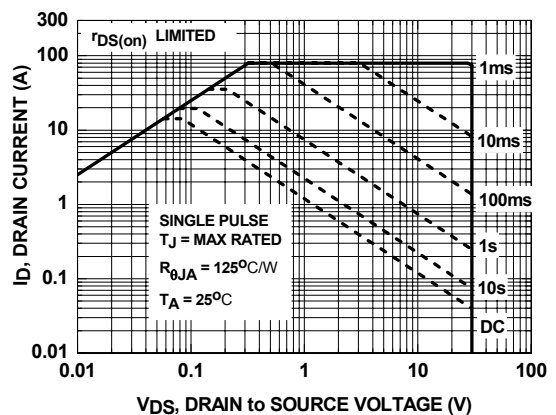 300
100
10
1
0.1
0.01
0.01
0.1
1
10
100
ID, DRAIN CURRENT (A)
VDS, DRAIN to SOURCE VOLTAGE (V)
rDS(on) LIMITED
SINGLE PULSE
TJ = MAX RATED
RθJA = 125oC/W
TA = 25oC
1ms
10ms
100ms
1s
10s
DC